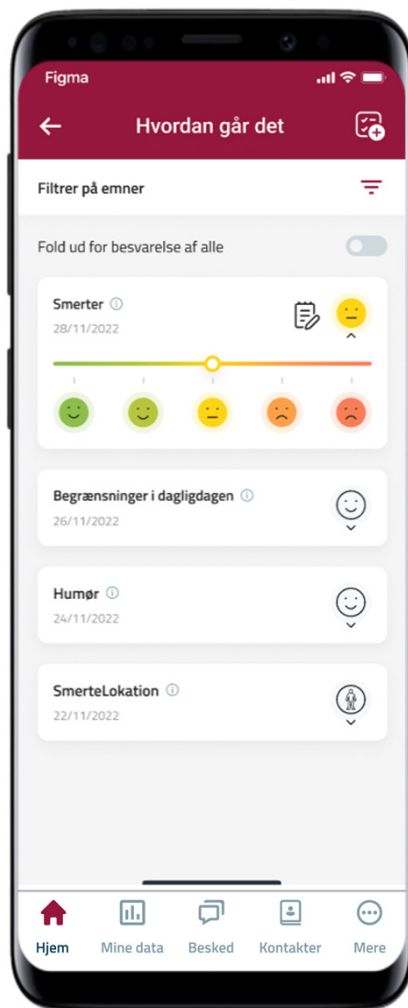 Figma
Hvordan går det
Filtrer på emner
Fold ud for besvarelse af alle
Smerter
28/11/2022
Begrænsninger i dagligdagen
26/11/2022
Humør
24/11/2022
SmerteLokation
22/11/2022
Hjem Mine data Besked Kontakter Mere